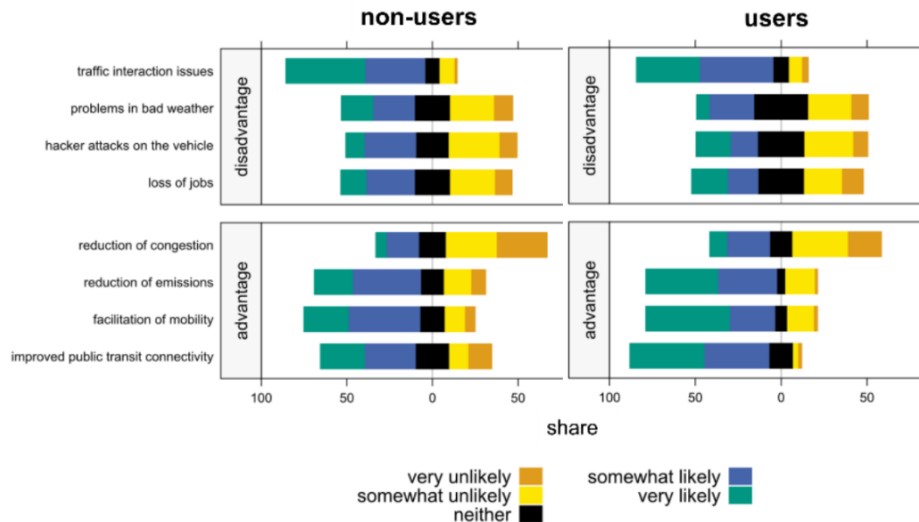 non-users
users
traffic interaction issues
problems in bad weather
hacker attacks on the vehicle
loss of jobs
disadvantage
disadvantage
reduction of congestion
reduction of emissions
facilitation of mobility
improved public transit connectivity
advantage
advantage
100 50 0 50
100 50 0 50
share
very unlikely
somewhat unlikely
neither
somewhat likely
very likely